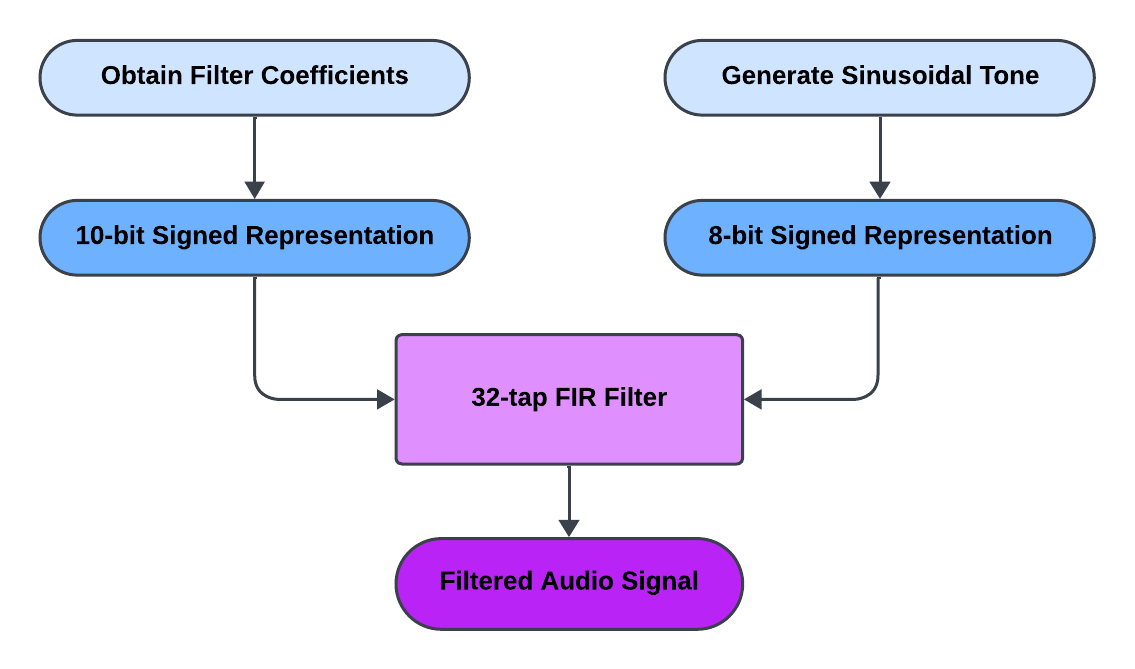 Obtain Filter Coefficients
Generate Sinusoidal Tone
10-bit Signed Representation
8-bit Signed Representation
32-tap FIR Filter
Filtered Audio Signal